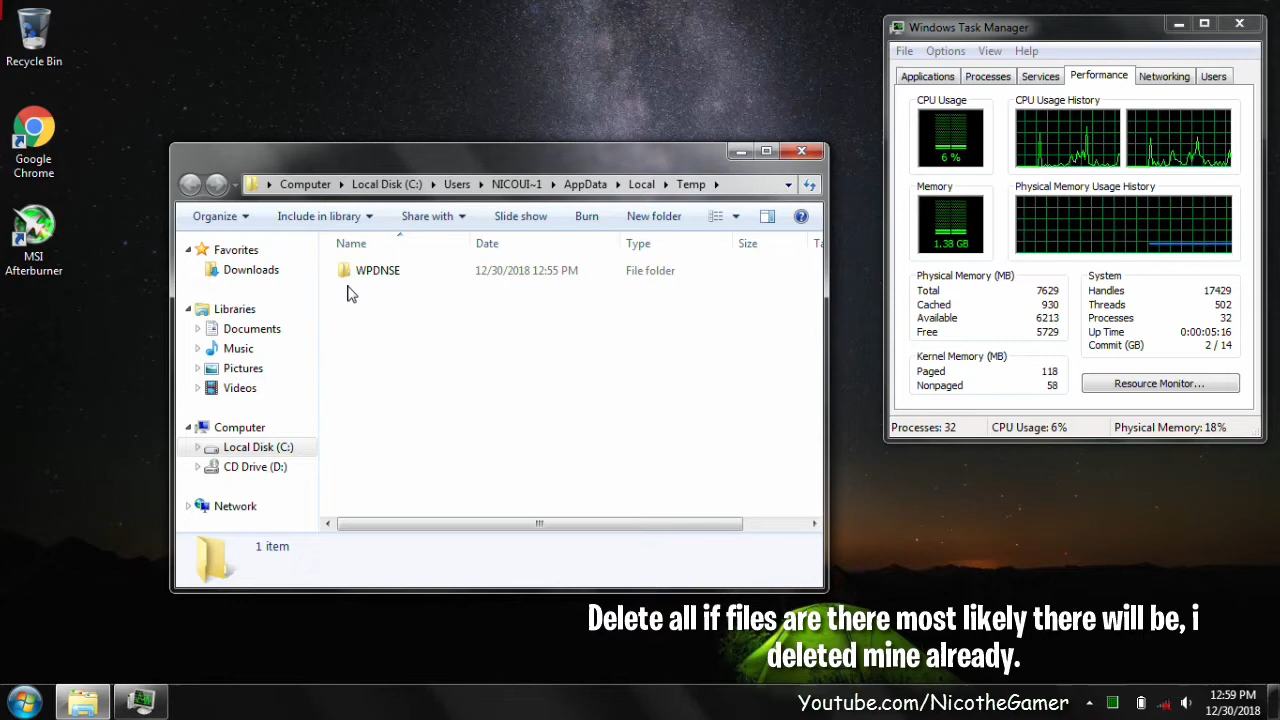 Recycle Bin
Google
Chrome
MSI
Afterburner
Computer Local Disk (C:) Users NICOUI~1 AppData Local Temp
Organize Include in library Share with Slide show Burn New folder
Name Date Type Size
WPDNSE 12/30/2018 12:55 PM File folder
Favorites
Downloads
Libraries
Documents
Music
Pictures
Videos
Computer
Local Disk (C:)
CD Drive (D:)
Network
1 item
Windows Task Manager
File Options View Help
Applications Processes Services Performance Networking Users
CPU Usage CPU Usage History
6 %
Memory Physical Memory Usage History
1.38 GB
Physical Memory (MB)
Total 7629
Cached 930
Available 6213
Free 5729
Kernel Memory (MB)
Paged 118
Nonpaged 58
System
Handles 17429
Threads 502
Processes 32
Up Time 0:00:05:16
Commit (GB) 2 / 14
Resource Monitor...
Processes: 32 CPU Usage: 6% Physical Memory: 18%
Delete all if files are there most likely there will be, i
deleted mine already.
Youtube.com/NicotheGamer
12:59 PM
12/30/2018